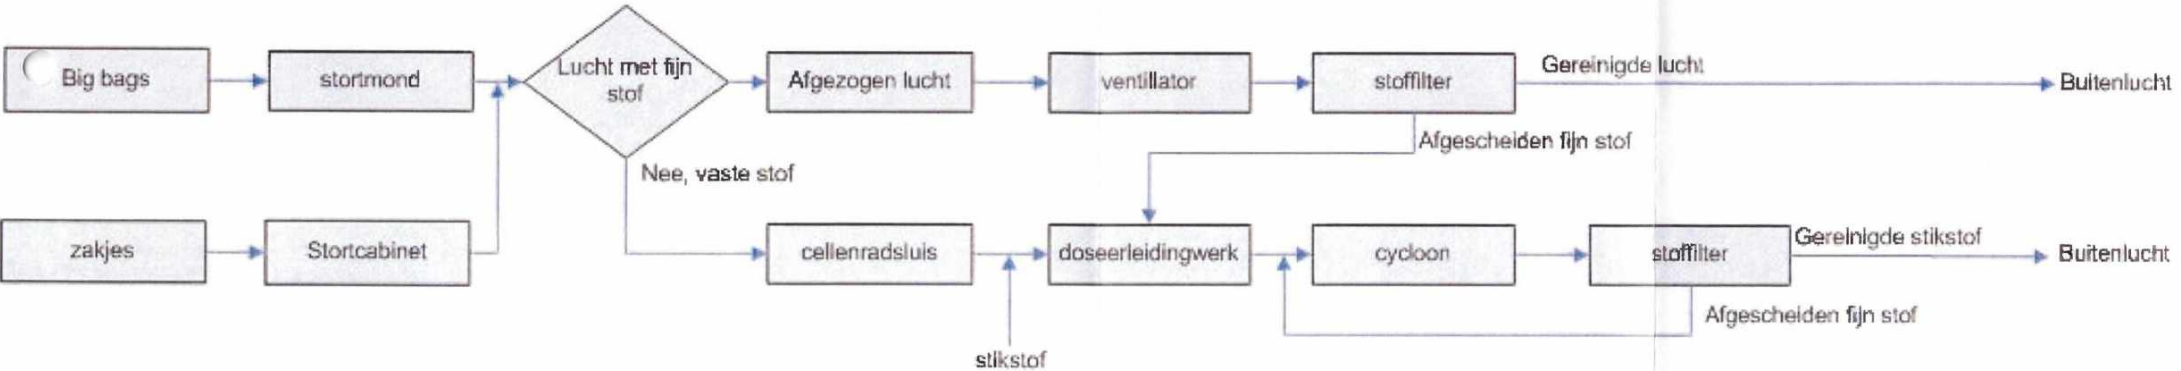 Big bags
stortmond
Lucht met fijn
stof
Afgezogen lucht
ventillator
stoffilter
Gereinigde lucht
Buitenlucht
Afgescheiden fijn stof
Nee, vaste stof
zakjes
Stortcabinet
cellenradsluis
doseerleidingwerk
cycloon
stoffilter
Gereinigde stikstof
Buitenlucht
Afgescheiden fijn stof
stikstof